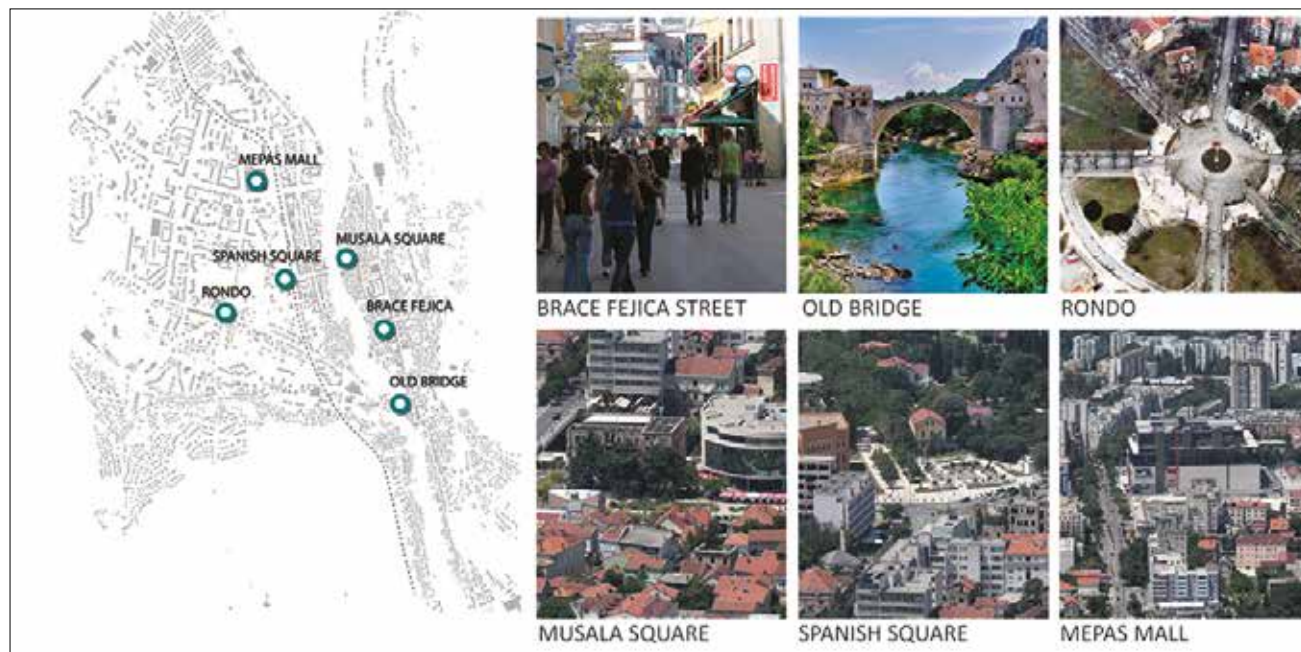 MEPAS MALL
MUSALA SQUARE
SPANISH SQUARE
RONDO
BRACE FEJICA
OLD BRIDGE
BRACE FEJICA STREET
OLD BRIDGE
RONDO
MUSALA SQUARE
SPANISH SQUARE
MEPAS MALL